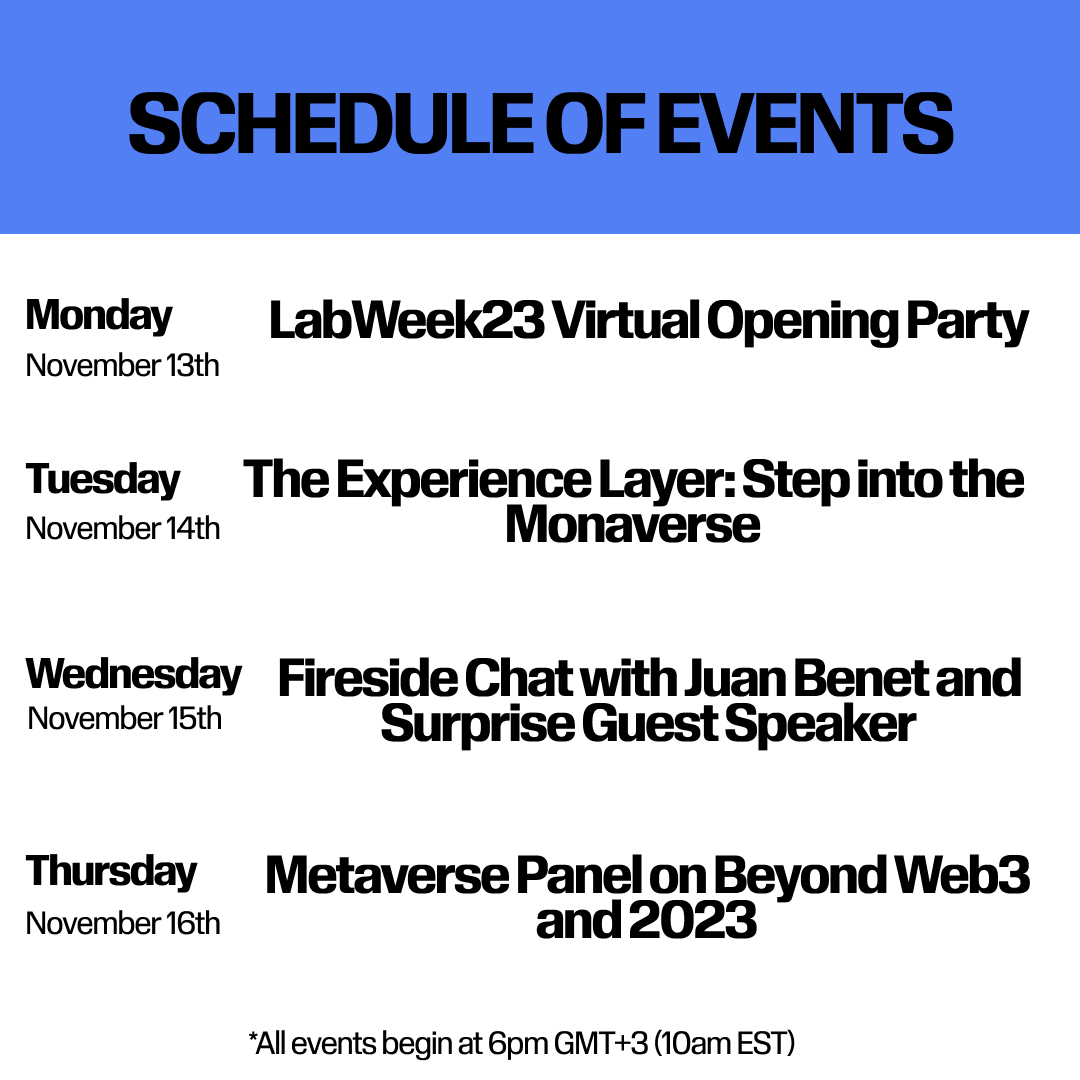 SCHEDULE OF EVENTS
Monday
November 13th
LabWeek23 Virtual Opening Party
Tuesday
November 14th
The Experience Layer: Step into the
Monaverse
Wednesday
November 15th
Fireside Chat with Juan Benet and
Surprise Guest Speaker
Thursday
November 16th
Metaverse Panel on Beyond Web3
and 2023
*All events begin at 6pm GMT+3 (10am EST)